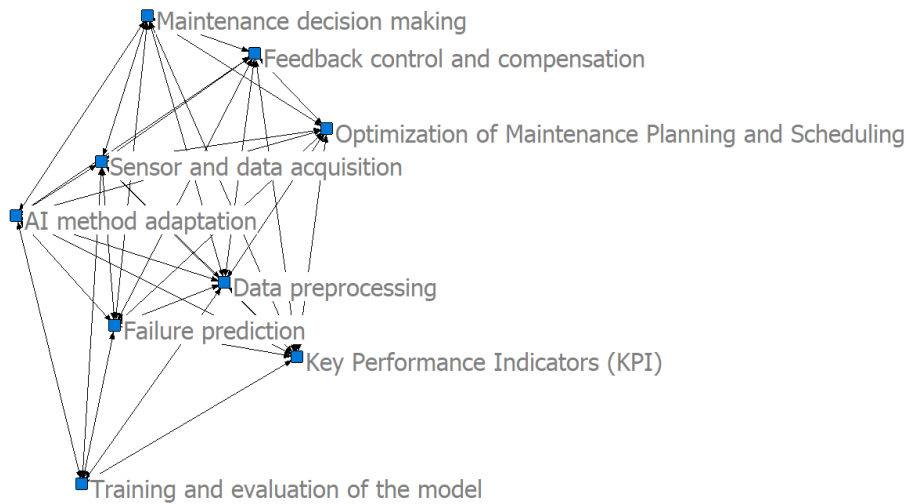 Maintenance decision making
Feedback control and compensation
Optimization of Maintenance Planning and Scheduling
Sensor and data acquisition
AI method adaptation
Data preprocessing
Failure prediction
Key Performance Indicators (KPI)
Training and evaluation of the model